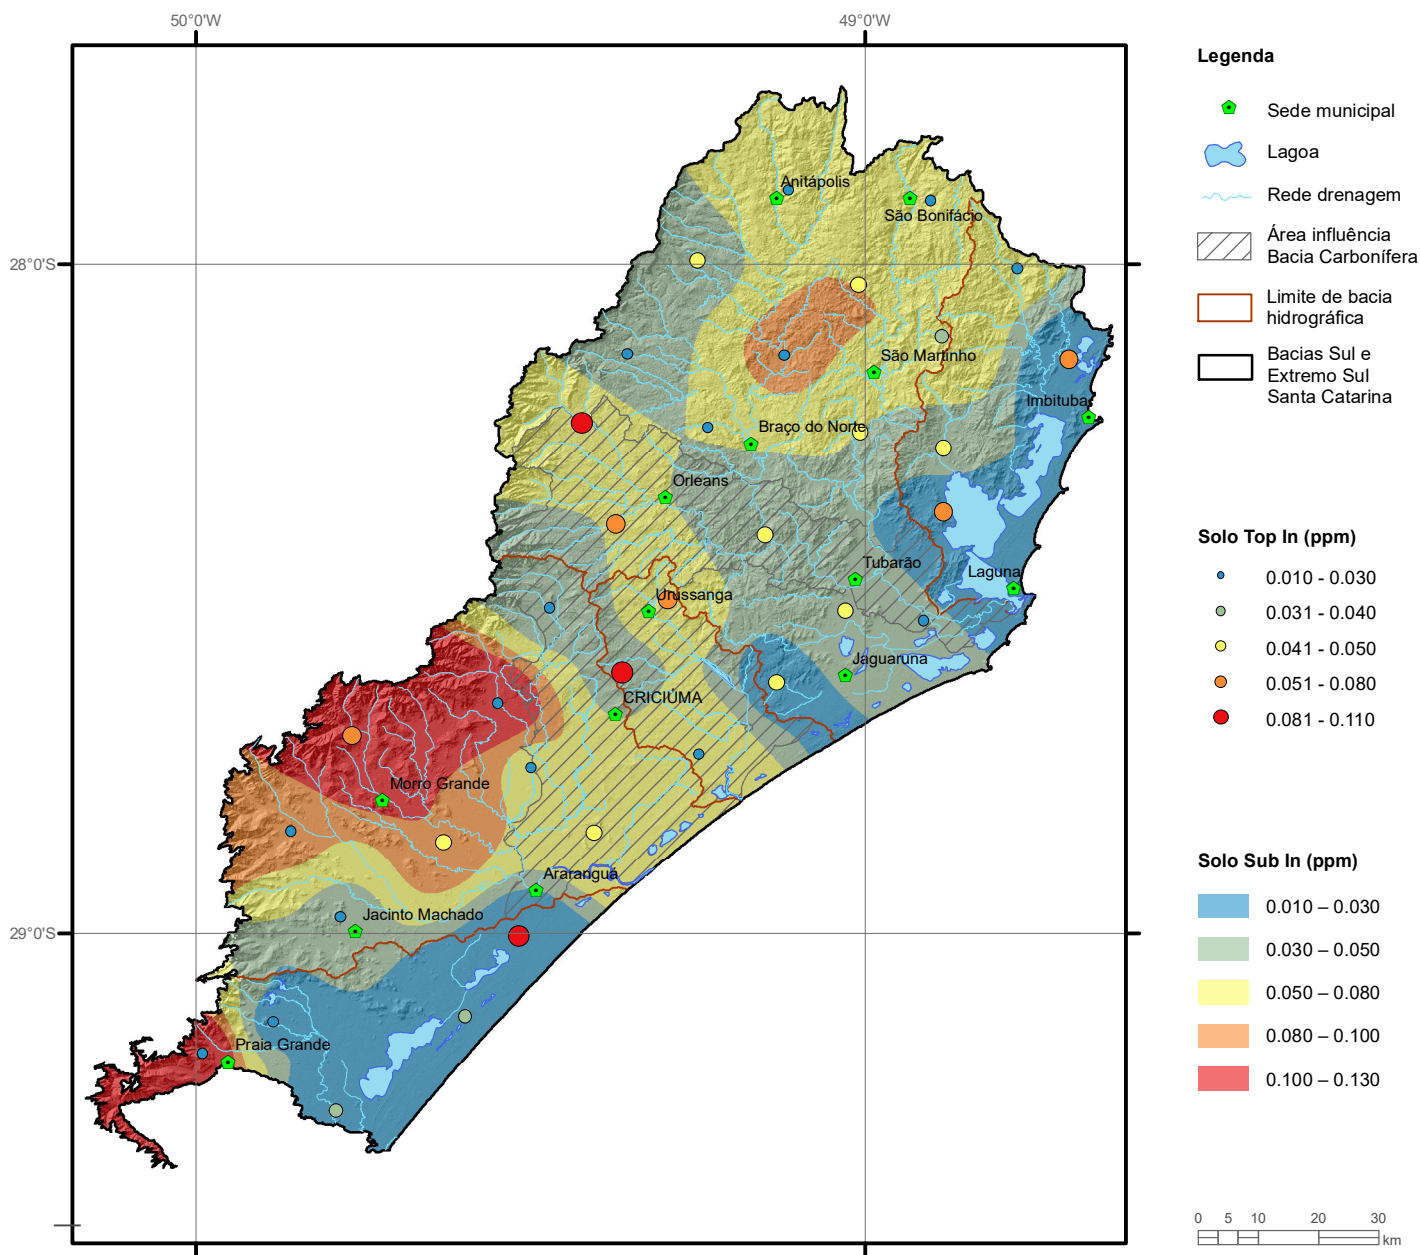 50°0'W
49°0'W
28°0'S
29°0'S
Anitápolis
São Bonifácio
São Martinho
Imbituba
Braço do Norte
Orleans
Tubarão
Laguna
Urussanga
Jaguaruna
CRICIÚMA
Morro Grande
Araranguá
Jacinto Machado
Praia Grande
Legenda
Sede municipal
Lagoa
Rede drenagem
Área influência
Bacia Carbonífera
Limite de bacia
hidrográfica
Bacias Sul e
Extremo Sul
Santa Catarina
Solo Top In (ppm)
0.010 - 0.030
0.031 - 0.040
0.041 - 0.050
0.051 - 0.080
0.081 - 0.110
Solo Sub In (ppm)
0.010 – 0.030
0.030 – 0.050
0.050 – 0.080
0.080 – 0.100
0.100 – 0.130
0 5 10 20 30
km